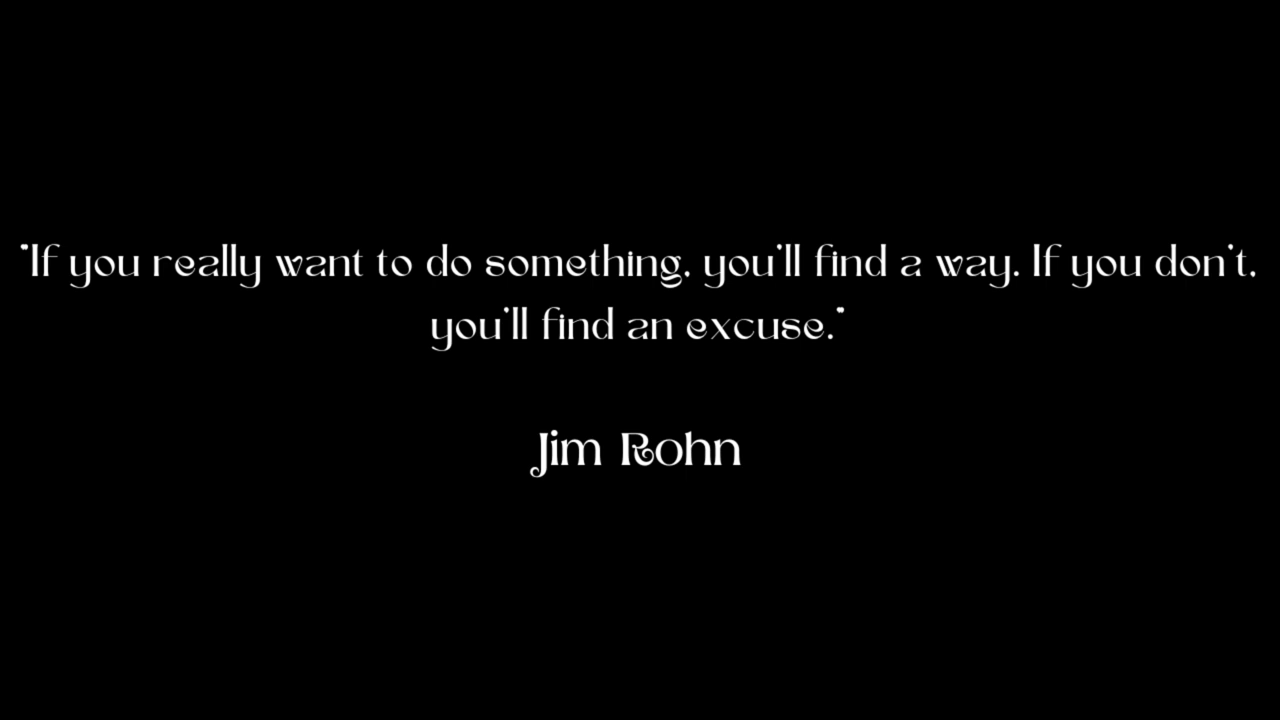 "If you really want to do something, you'll find a way. If you don't,
you'll find an excuse."
Jim Rohn